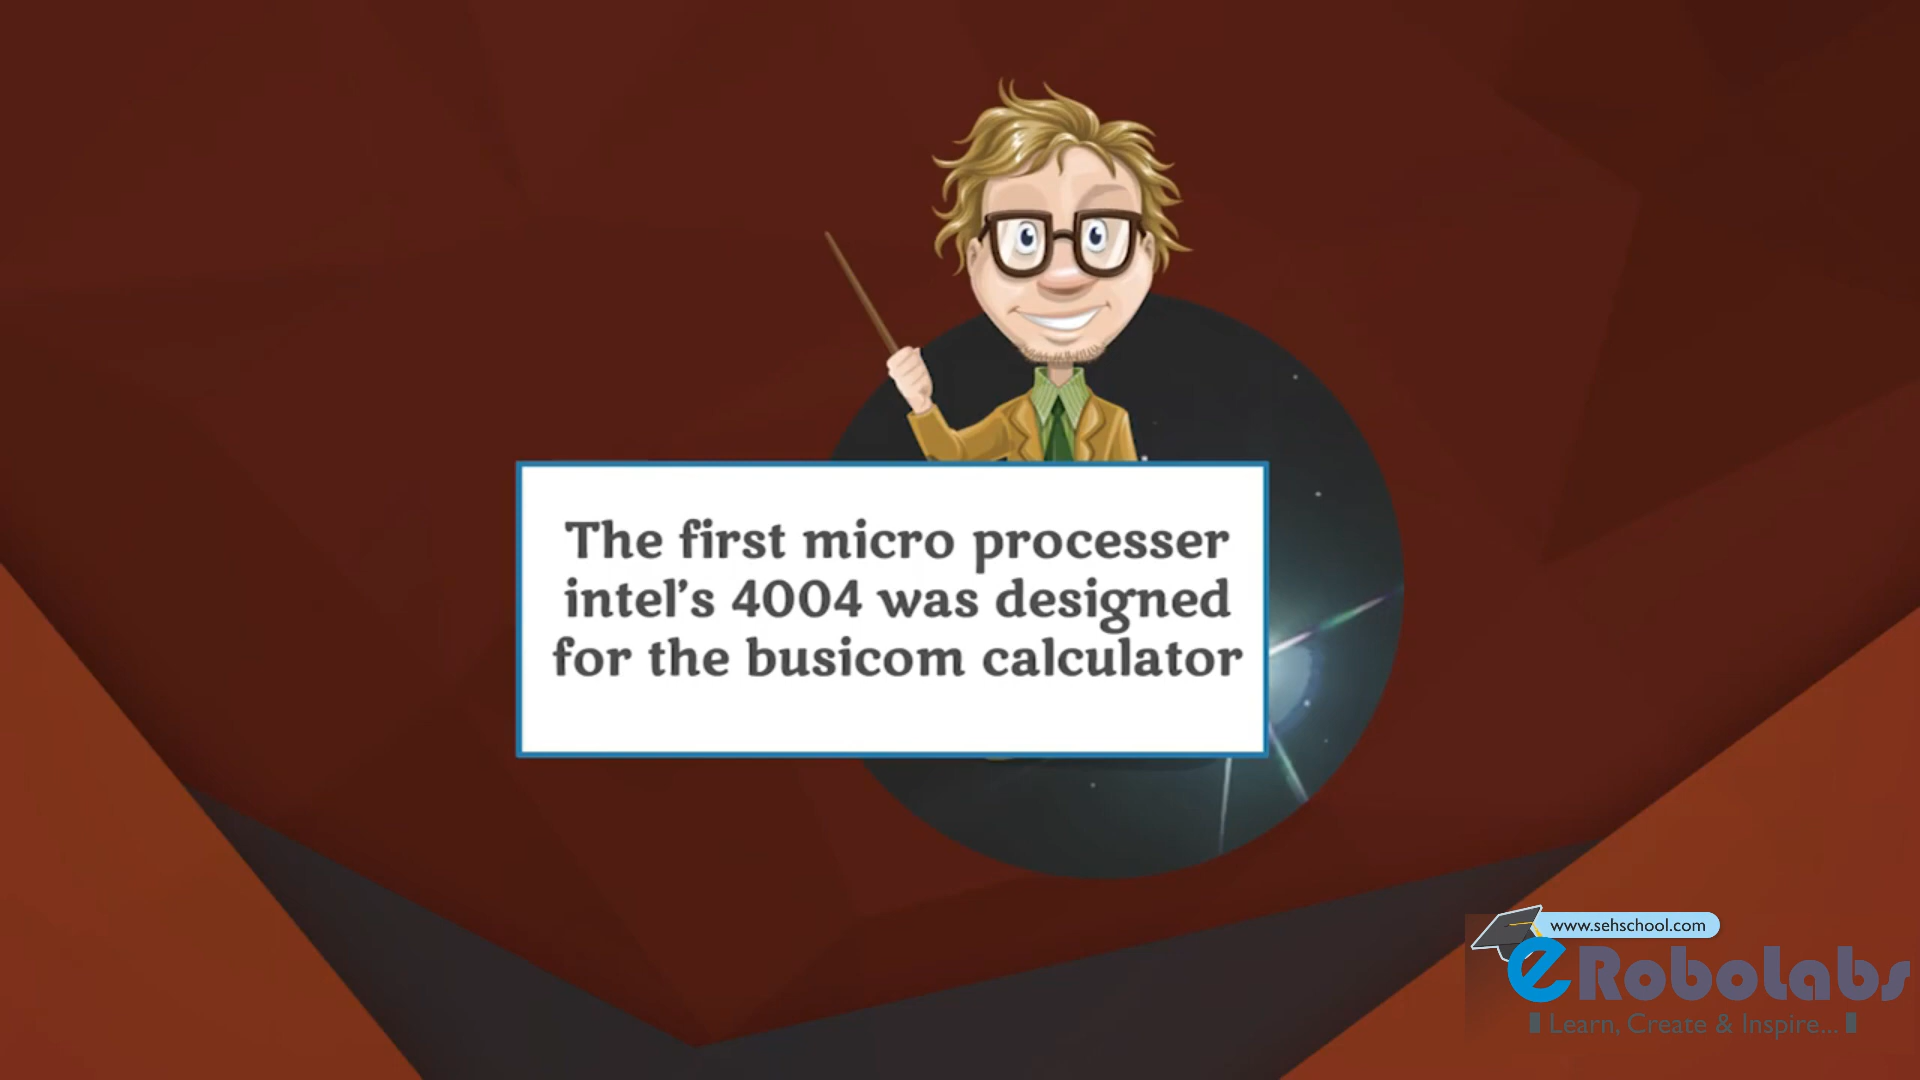 The first micro processer
intel's 4004 was designed
for the busicom calculator
www.sehschool.com
eRoboLabs
Learn, Create & Inspire...